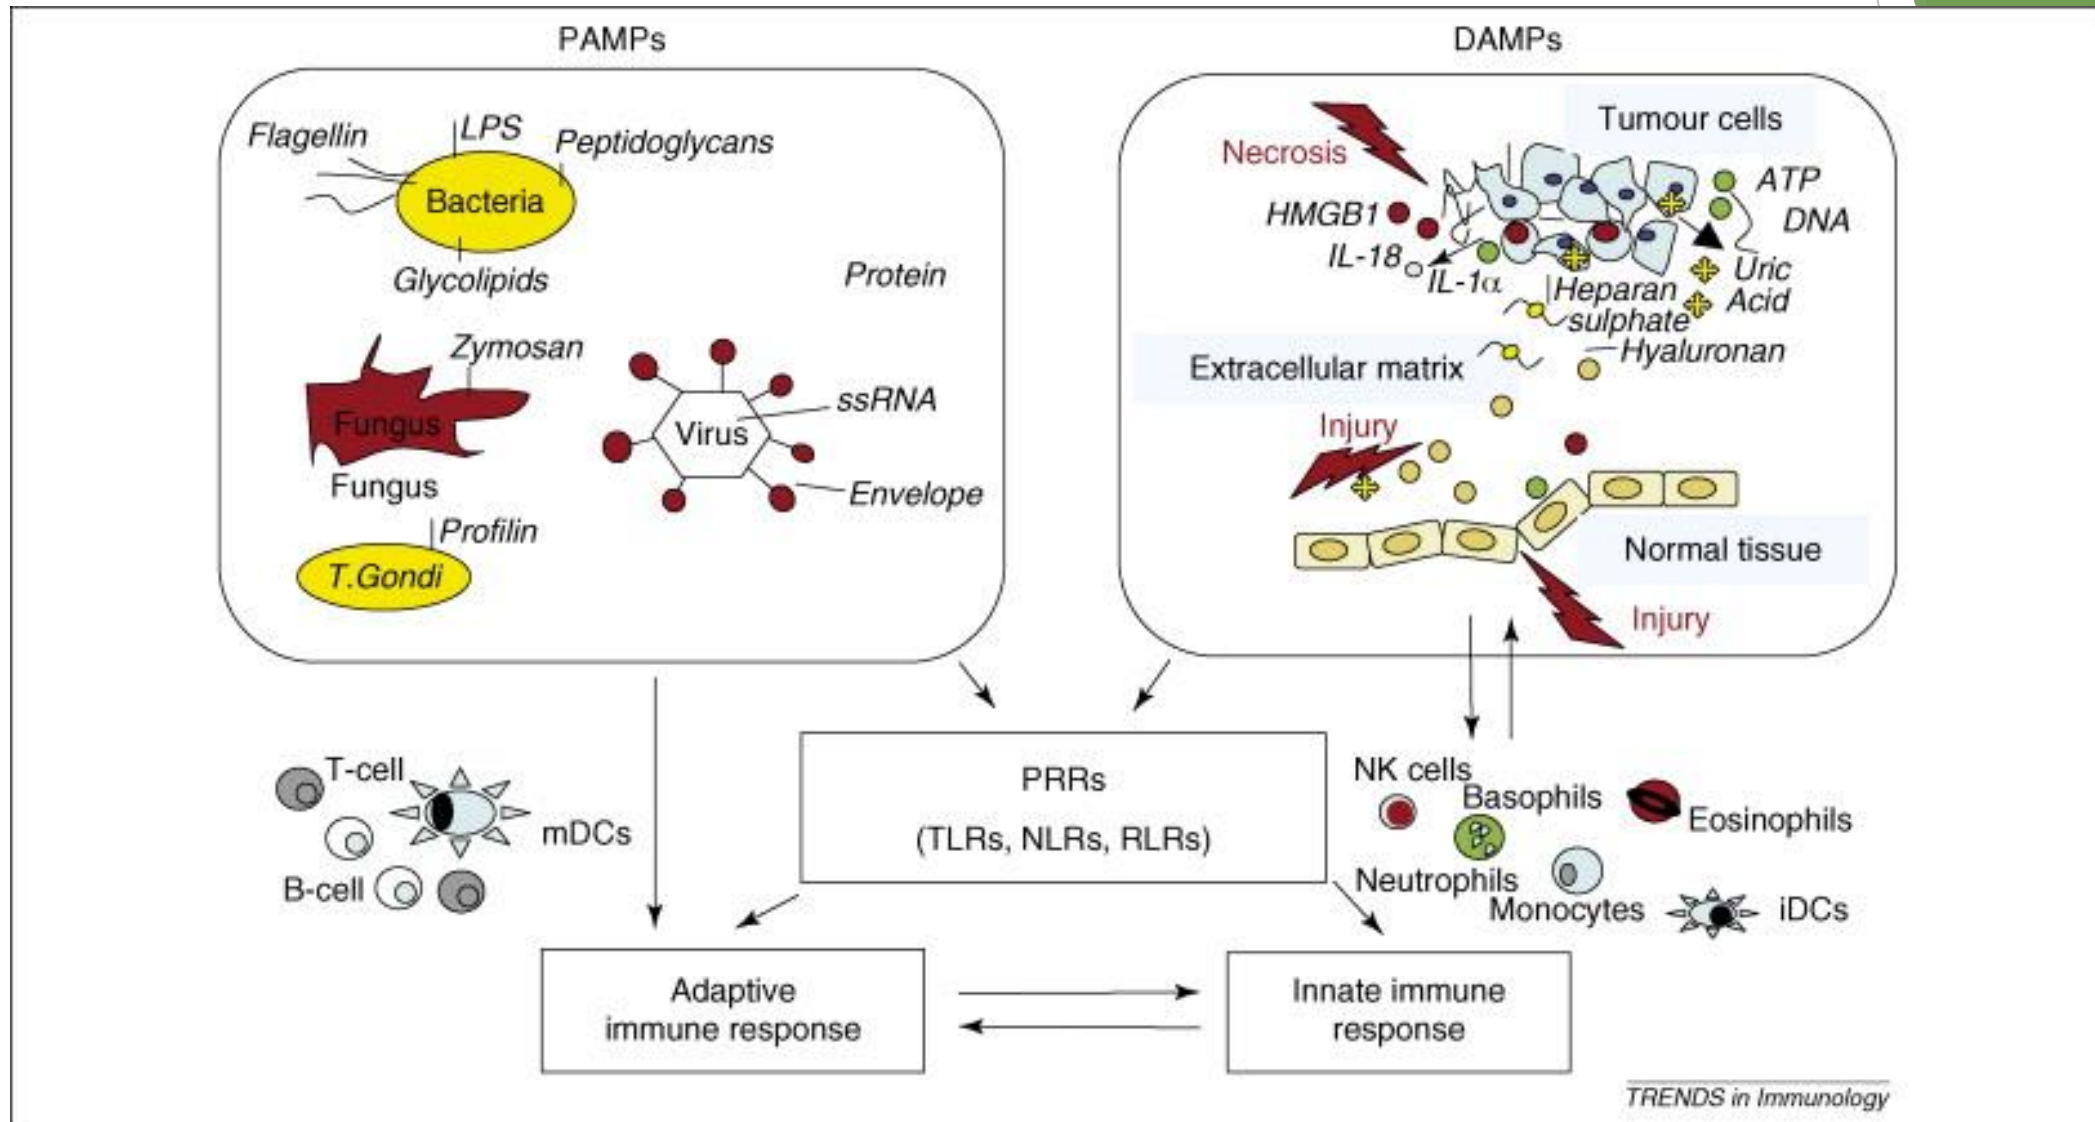 PAMPs
DAMPs
Flagellin
LPS
Peptidoglycans
Bacteria
Glycolipids
Protein
Zymosan
Fungus
Fungus
ssRNA
Virus
Envelope
Profilin
T.Gondi
Tumour cells
Necrosis
ATP
DNA
HMGB1
IL-18
IL-1α
Uric
Acid
Heparan
sulphate
Hyaluronan
Extracellular matrix
Injury
Normal tissue
Injury
T-cell
mDCs
B-cell
PRRs
(TLRs, NLRs, RLRs)
NK cells
Basophils
Eosinophils
Neutrophils
Monocytes
iDCs
Adaptive
immune response
Innate immune
response
TRENDS in Immunology